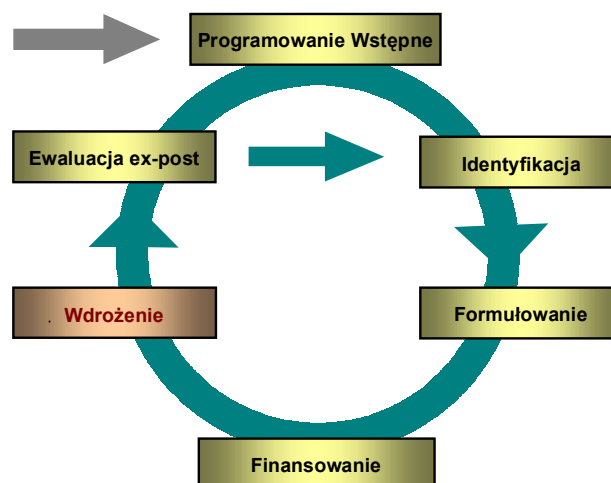 Programowanie Wstępne
Ewaluacja ex-post
Identyfikacja
. Wdrożenie
Formułowanie
Finansowanie